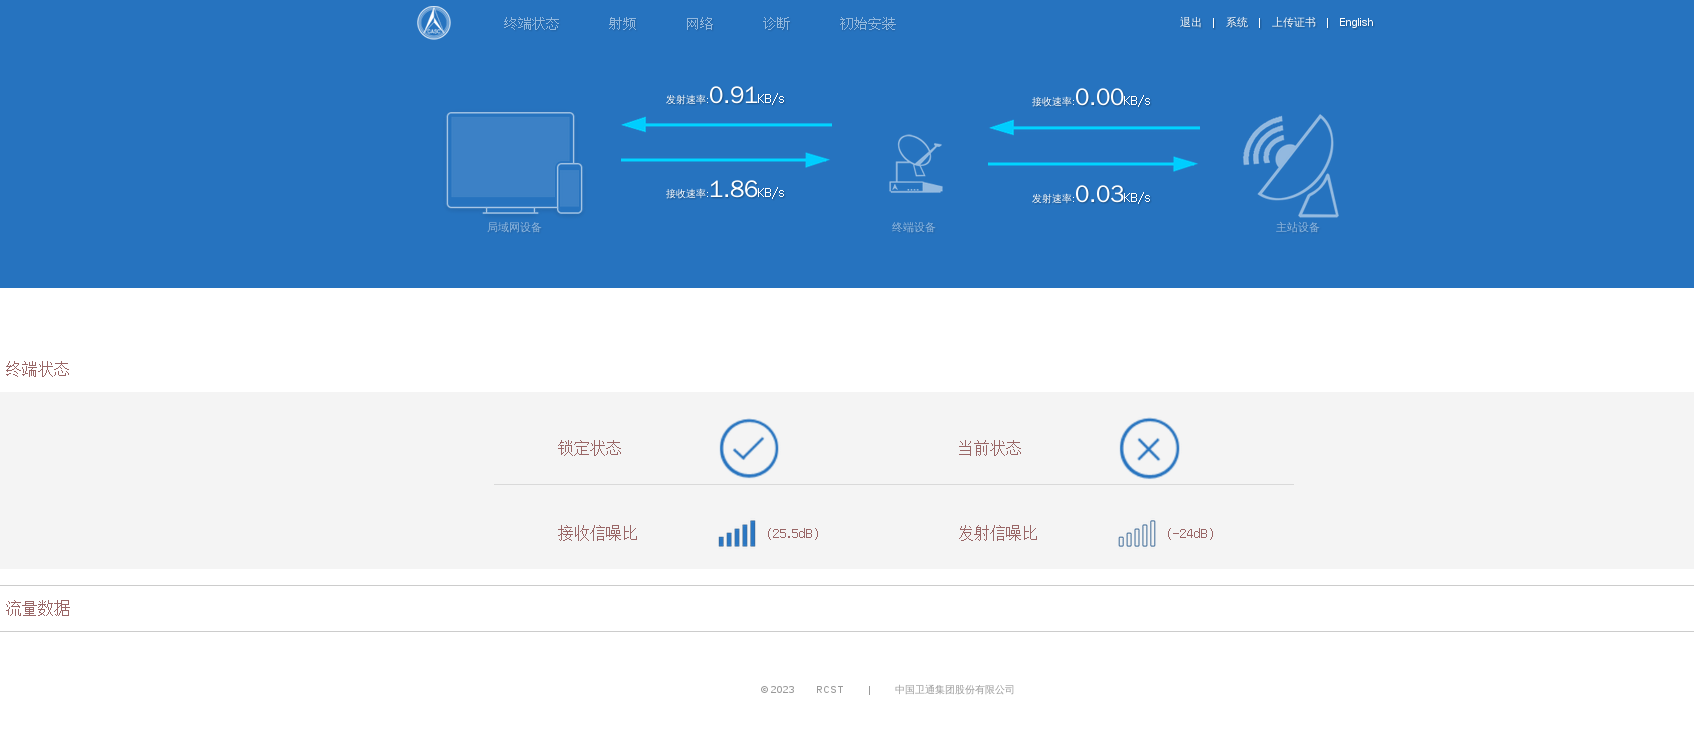 CASC 终端状态 射频 网络 诊断 初始安装 退出 | 系统 | 上传证书 | English
发射速率:0.91KB/s 接收速率:0.00KB/s
接收速率:1.86KB/s 发射速率:0.03KB/s
局域网设备 终端设备 主站设备
终端状态
锁定状态 当前状态
接收信噪比 (25.5dB) 发射信噪比 (-24dB)
流量数据
© 2023 RCST | 中国卫通集团股份有限公司